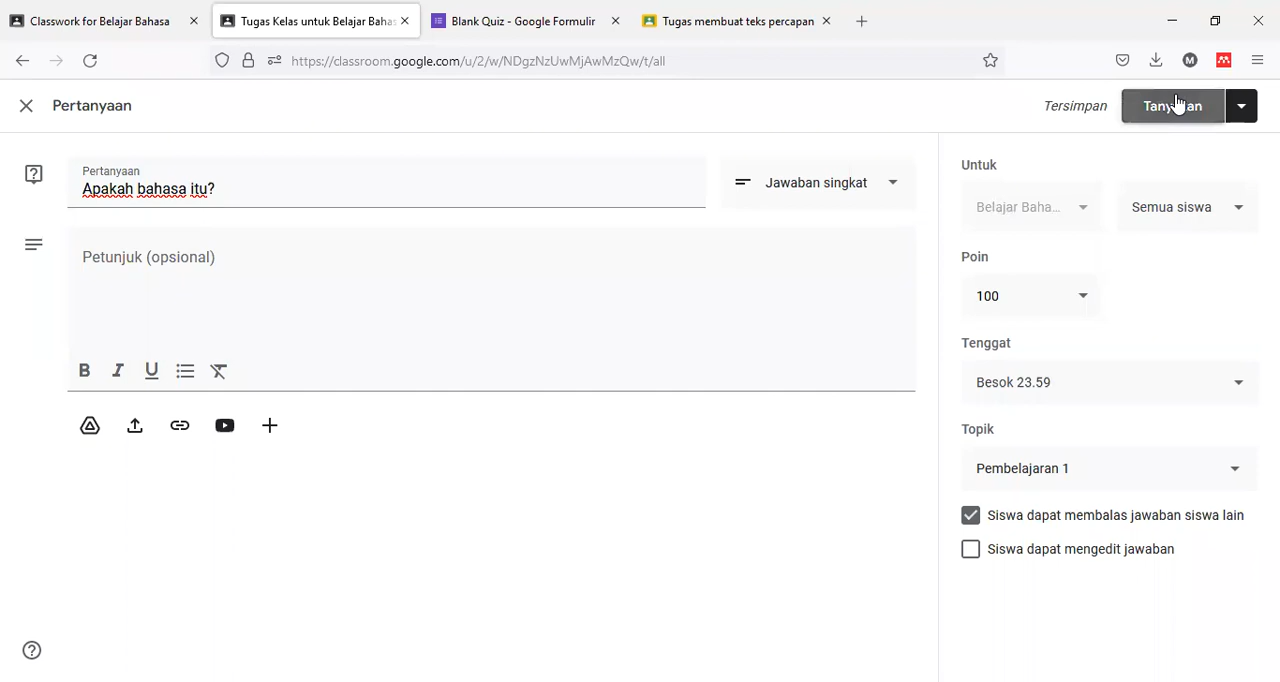 Classwork for Belajar Bahasa
Tugas Kelas untuk Belajar Bahas
Blank Quiz - Google Formulir
Tugas membuat teks percapan
https://classroom.google.com/u/2/w/NDgzNzUwMjAwMzQw/t/all
M
Pertanyaan
Tersimpan
Pertanyaan
Apakah bahasa itu?
Jawaban singkat
Petunjuk (opsional)
B I U
Untuk
Belajar Baha...
Semua siswa
Poin
100
Tenggat
Besok 23.59
Topik
Pembelajaran 1
Siswa dapat membalas jawaban siswa lain
Siswa dapat mengedit jawaban